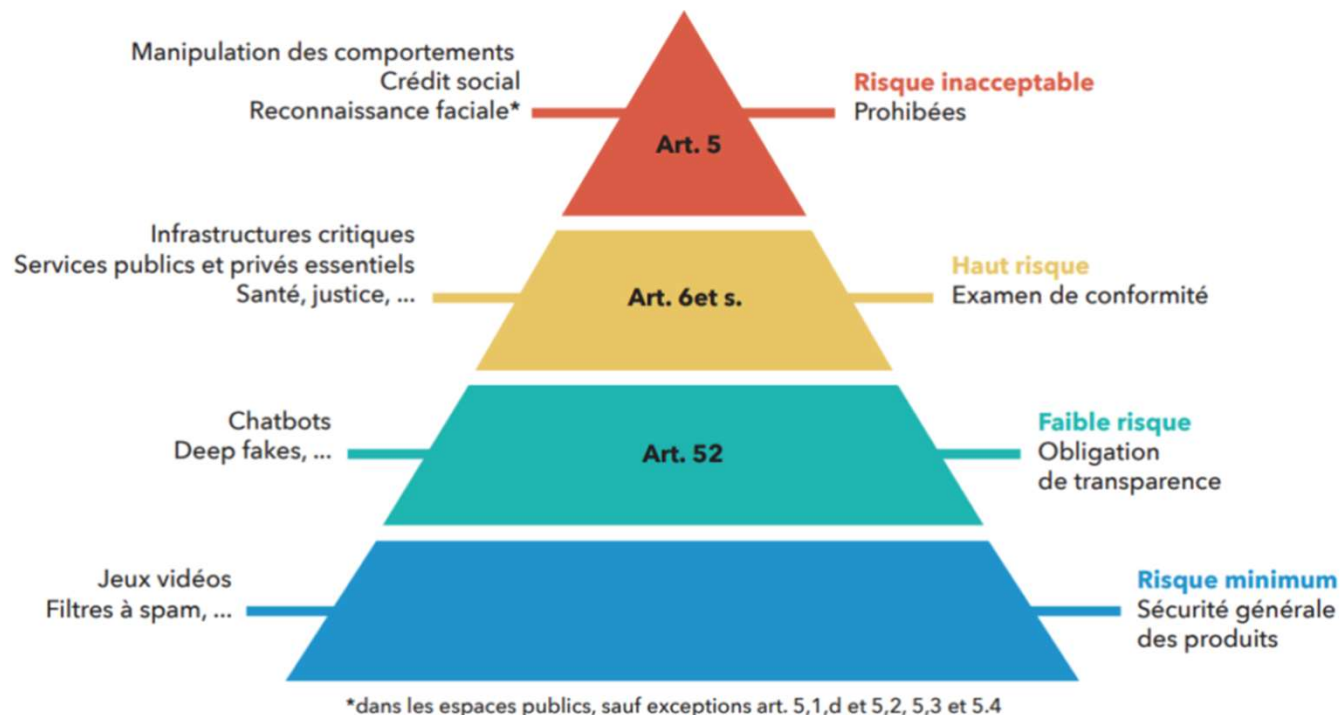 Manipulation des comportements
Crédit social
Reconnaissance faciale*
Risque inacceptable
Prohibées
Art. 5
Infrastructures critiques
Services publics et privés essentiels
Santé, justice, ...
Haut risque
Examen de conformité
Art. 6et s.
Chatbots
Deep fakes, ...
Faible risque
Obligation
de transparence
Art. 52
Jeux vidéos
Filtres à spam, ...
Risque minimum
Sécurité générale
des produits
*dans les espaces publics, sauf exceptions art. 5,1,d et 5,2, 5,3 et 5.4